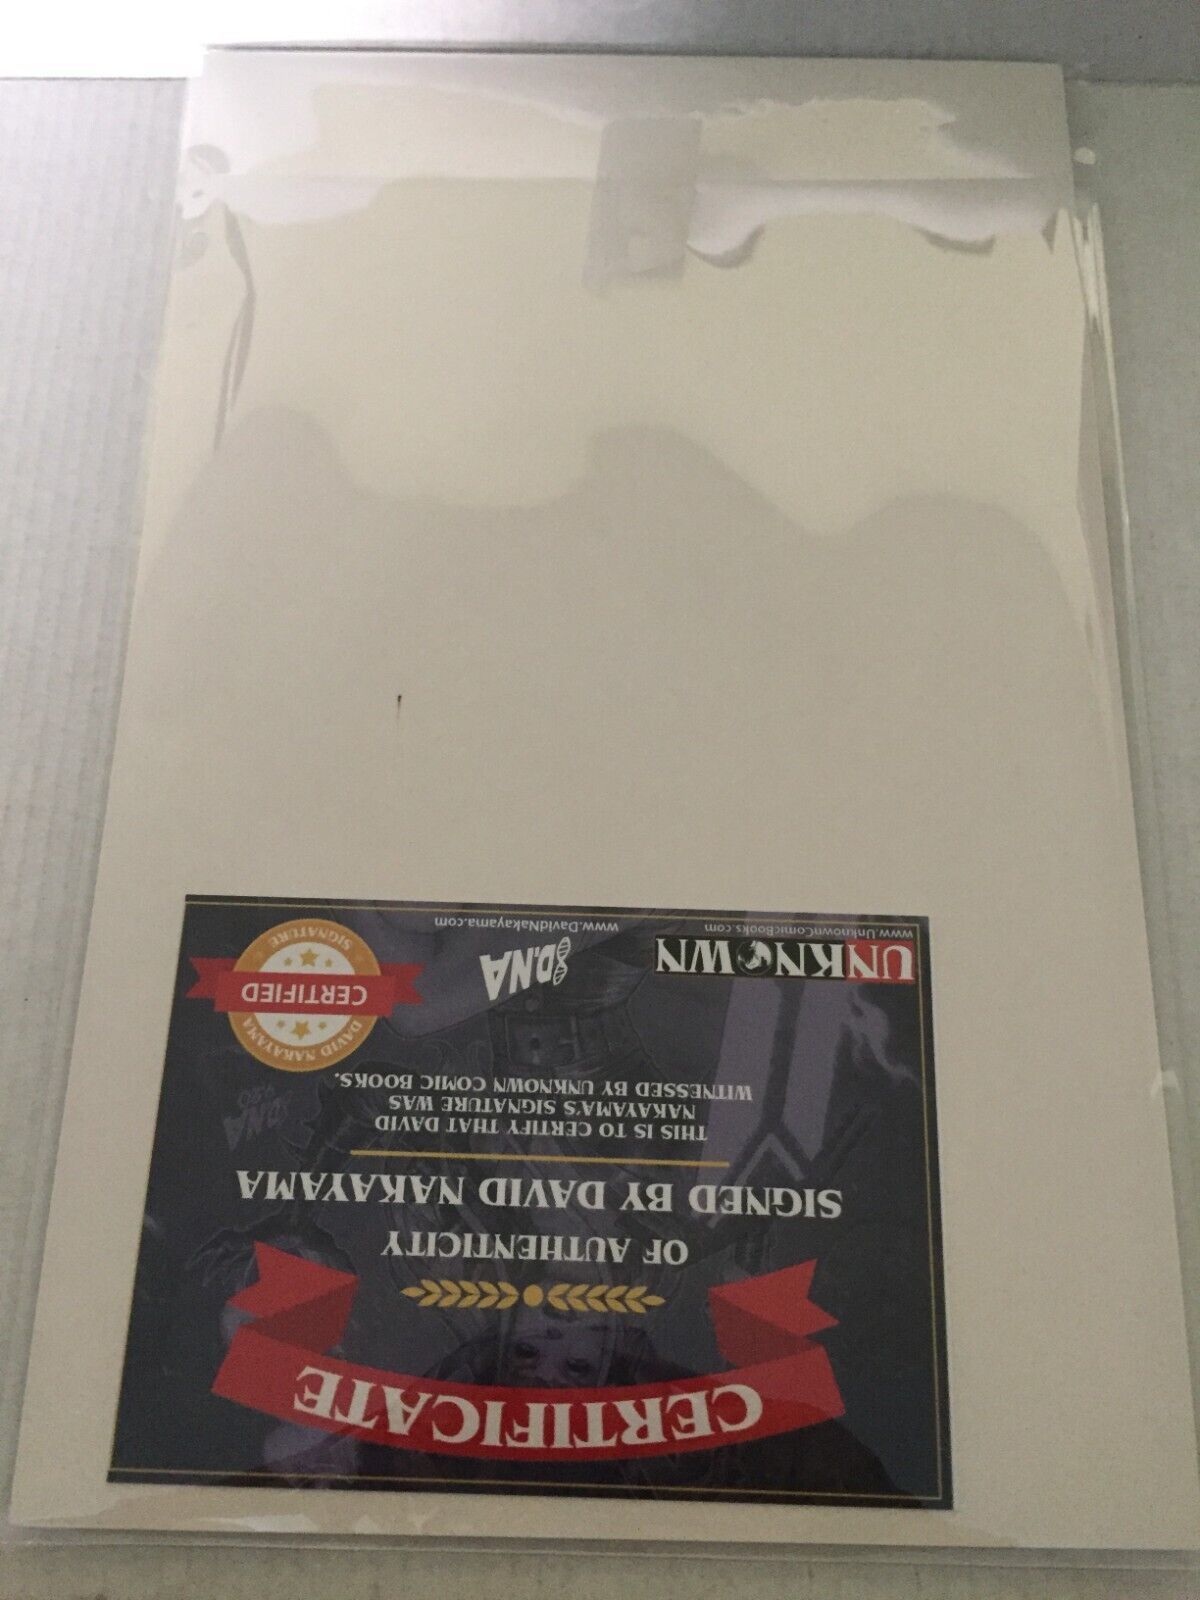 CERTIFICATE
OF AUTHENTICITY
SIGNED BY DAVID NAKAYAMA
THIS IS TO CERTIFY THAT DAVID
NAKAYAMA'S SIGNATURE WAS
WITNESSED BY UNKNOWN COMIC BOOKS.
UNKNOWN
www.UnknownComicBooks.com
D.NA
www.DavidNakayama.com
DAVID NAKAYAMA
CERTIFIED
SIGNATURE
DNA